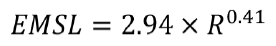 EMSL = 2.94 × R^0.41